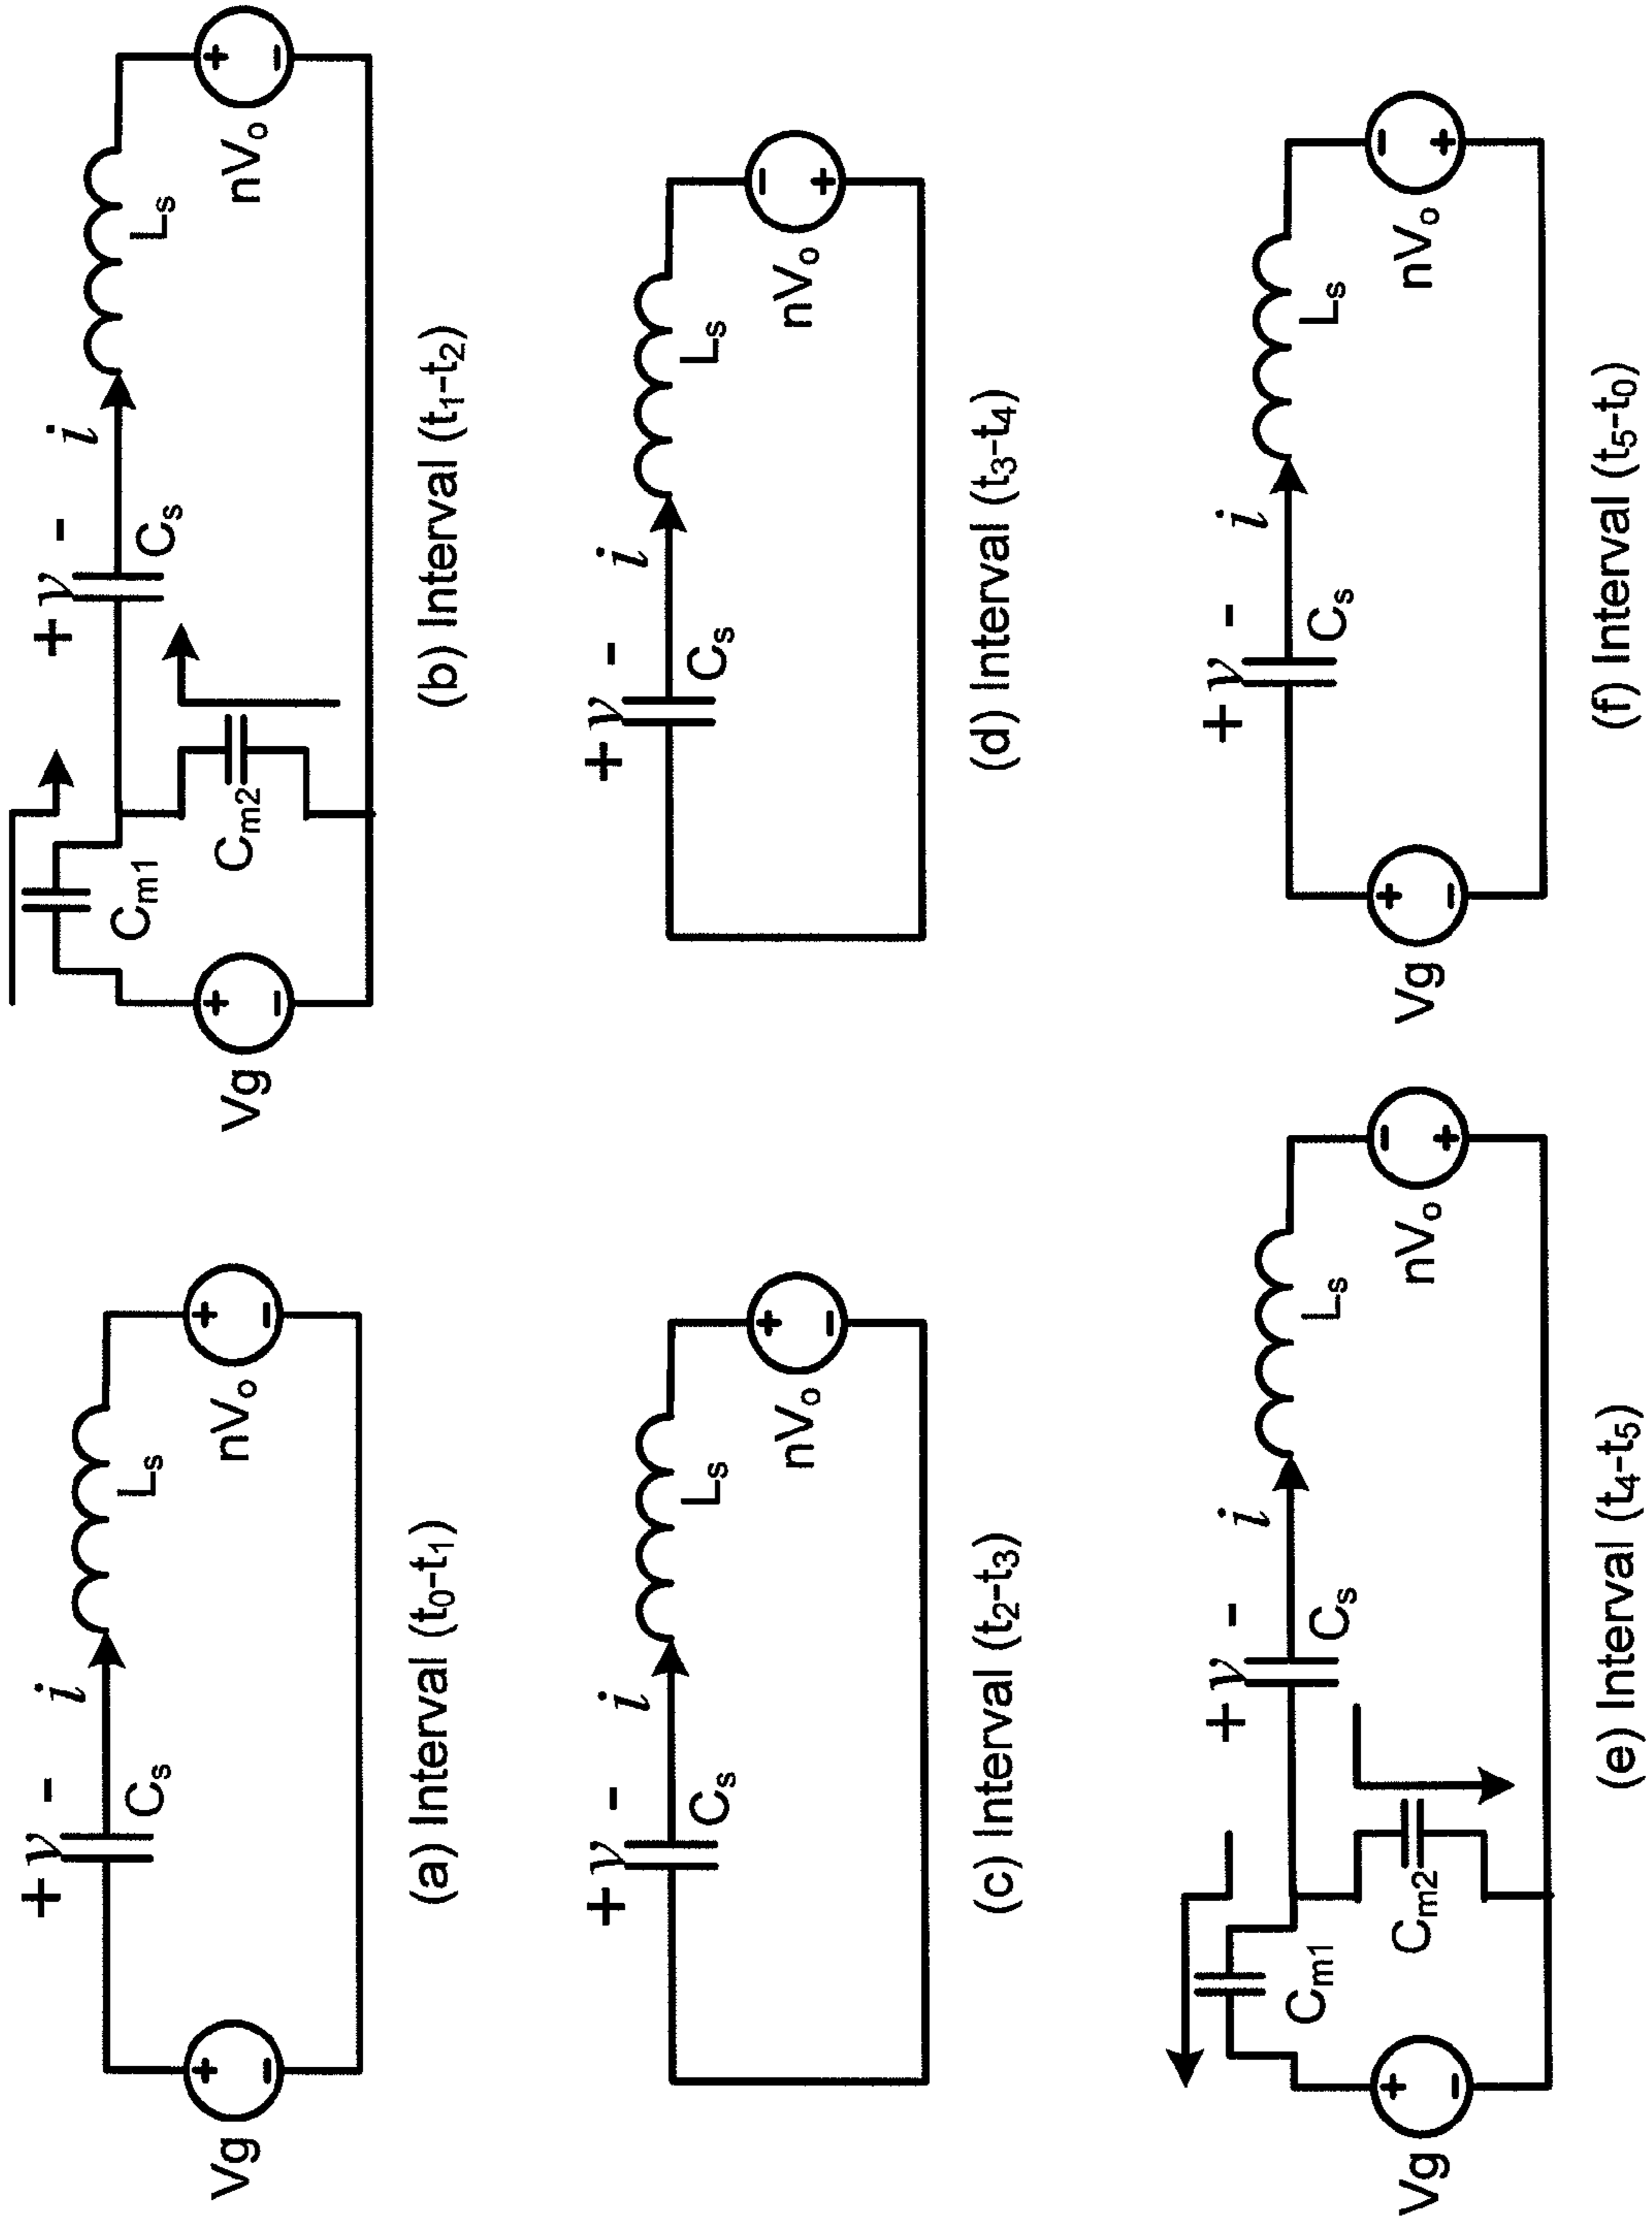 + v -
i
Cs
Ls
Vg
+
-
nVo
+
-
(a) Interval (t0-t1)
+ v -
i
Cm1
Cs
Ls
Cm2
Vg
+
-
nVo
+
-
(b) Interval (t1-t2)
+ v -
i
Cs
Ls
nVo
+
-
(c) Interval (t2-t3)
+ v -
i
Cs
Ls
nVo
-
+
(d) Interval (t3-t4)
+ v -
i
Cm1
Cs
Ls
Cm2
Vg
+
-
nVo
-
+
(e) Interval (t4-t5)
+ v -
i
Cs
Ls
Vg
+
-
nVo
-
+
(f) Interval (t5-t0)